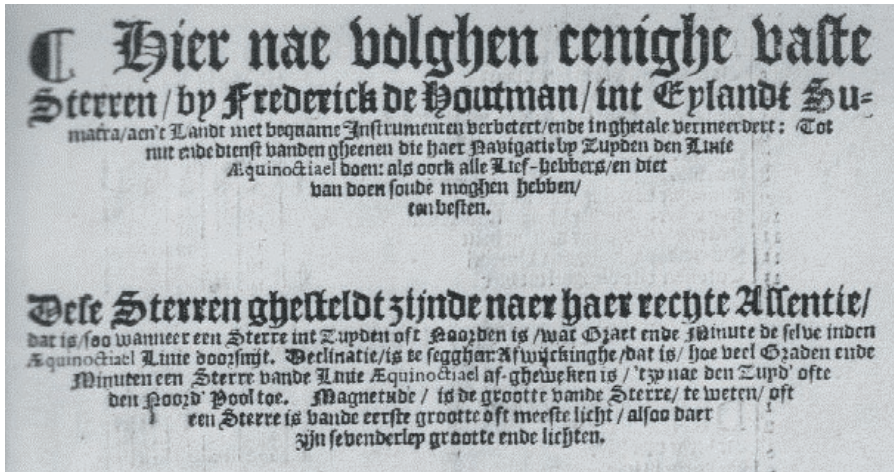 ¶ Hier nae volghen eenighe vaste
Sterren/by Frederick de Houtman/int Eylandt Su-
matra/aen't Landt met bequame Instrumenten verbetert/ende in ghetale vermeerdert: Tot
nut ende dienst vanden gheenen die haer Navigatie by Zuyden den Linie
Æquinoctiael doen: als oock alle Lief-hebbers/en diet
van doen soude moghen hebben/
ten besten.
Dese Sterren ghesteldt zijnde naer haer rechte Assentie/
dat is/soo wanneer een Sterre int Zuyden oft Noorden is/wat Graet ende Minute de selve inden
Æquinoctiael Linie doorsnijt. Declinatie/is te segghen Afwijckinghe/dat is/hoe veel Graden ende
Minuten een Sterre vande Linie Æquinoctiael af-gheweken is/'tzy nae den Zuyd' ofte
den Noord' Pool toe. Magnetude/is de grootte vande Sterre/te weten/oft
een Sterre is vande eerste grootte oft meeste licht/alsoo daer
zijn sevenderley grootte ende lichten.